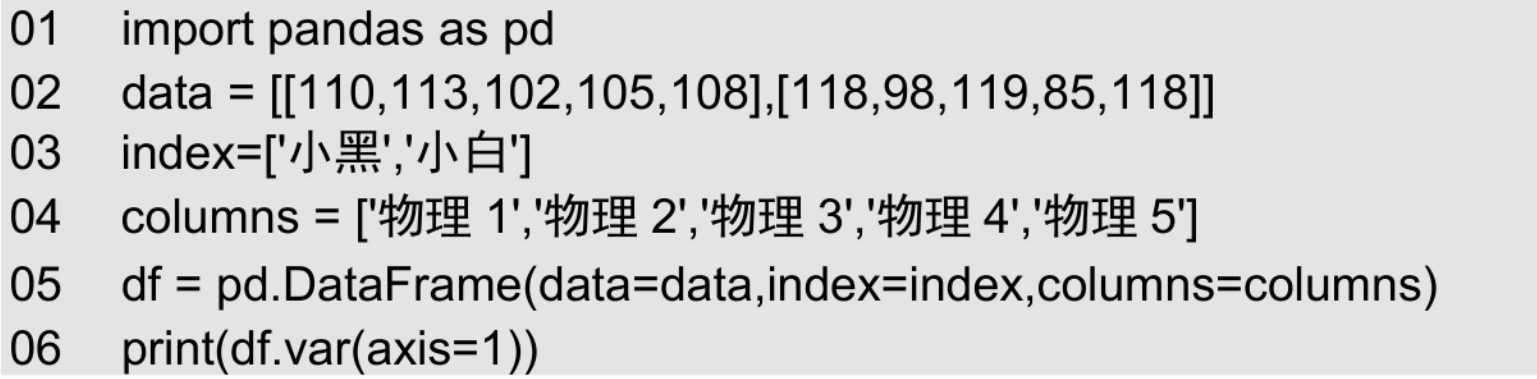 01 import pandas as pd
02 data = [[110,113,102,105,108],[118,98,119,85,118]]
03 index=['小黑','小白']
04 columns = ['物理 1','物理 2','物理 3','物理 4','物理 5']
05 df = pd.DataFrame(data=data,index=index,columns=columns)
06 print(df.var(axis=1))